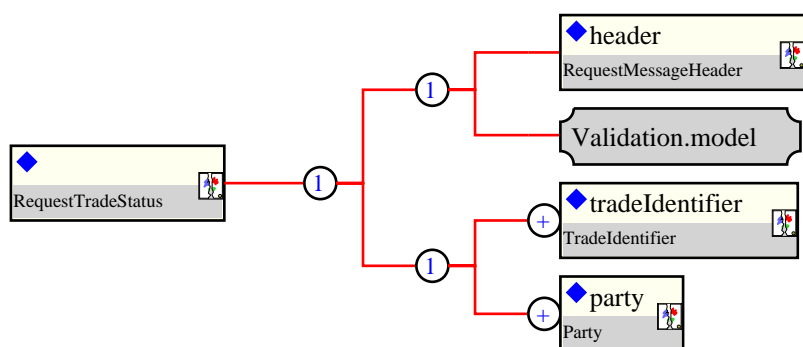 header
RequestMessageHeader
1
Validation.model
RequestTradeStatus
1
tradeIdentifier
+
TradeIdentifier
1
party
+
Party